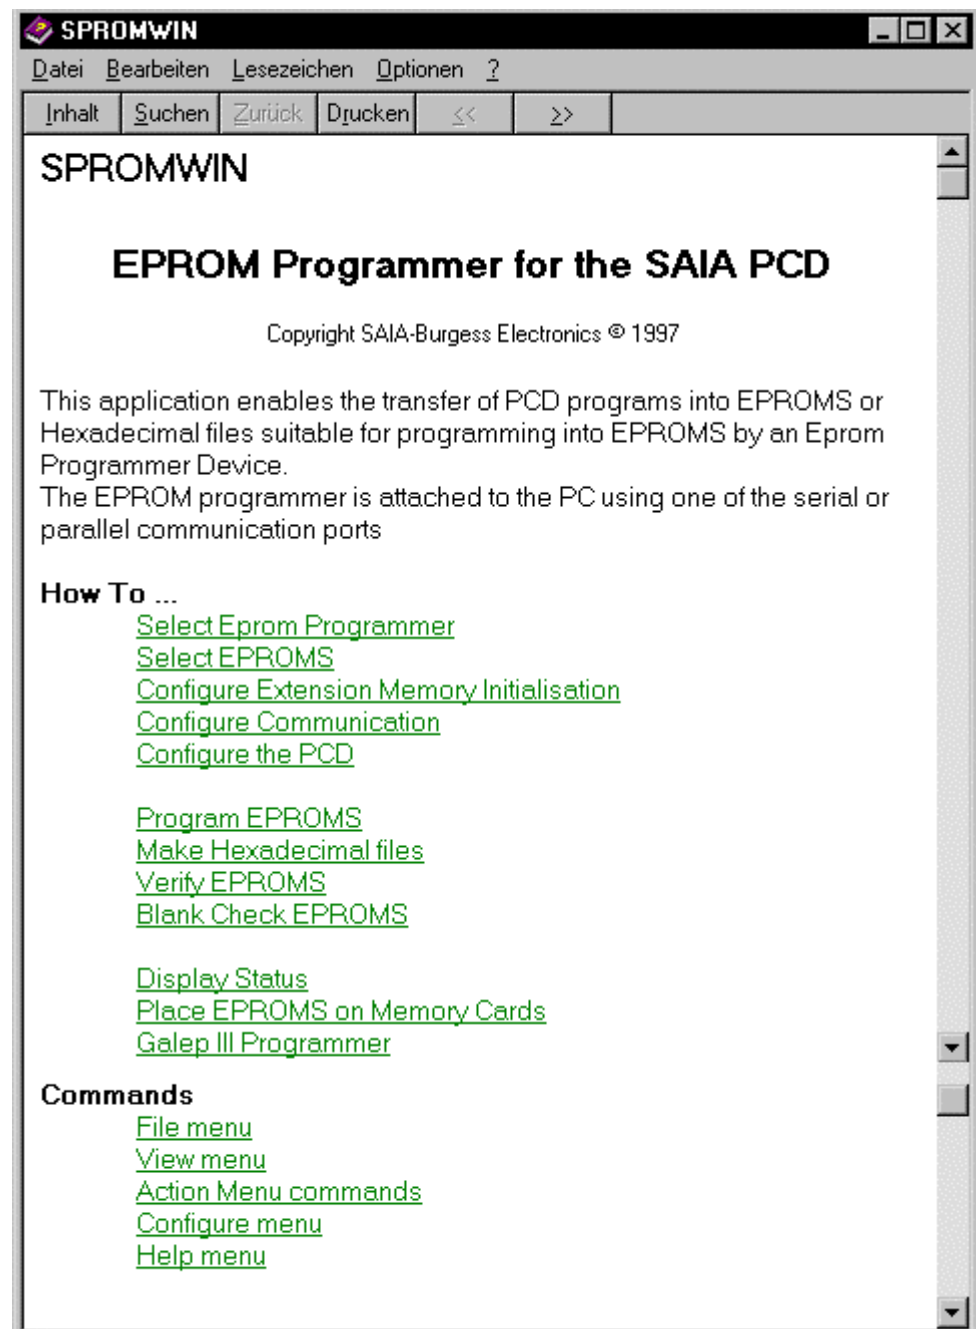 SPROMWIN
Datei Bearbeiten Lesezeichen Optionen ?
Inhalt Suchen Zurück Drucken << >>
SPROMWIN
EPROM Programmer for the SAIA PCD
Copyright SAIA-Burgess Electronics © 1997
This application enables the transfer of PCD programs into EPROMS or
Hexadecimal files suitable for programming into EPROMS by an Eprom
Programmer Device.
The EPROM programmer is attached to the PC using one of the serial or
parallel communication ports
How To ...
Select Eprom Programmer
Select EPROMS
Configure Extension Memory Initialisation
Configure Communication
Configure the PCD
Program EPROMS
Make Hexadecimal files
Verify EPROMS
Blank Check EPROMS
Display Status
Place EPROMS on Memory Cards
Galep III Programmer
Commands
File menu
View menu
Action Menu commands
Configure menu
Help menu